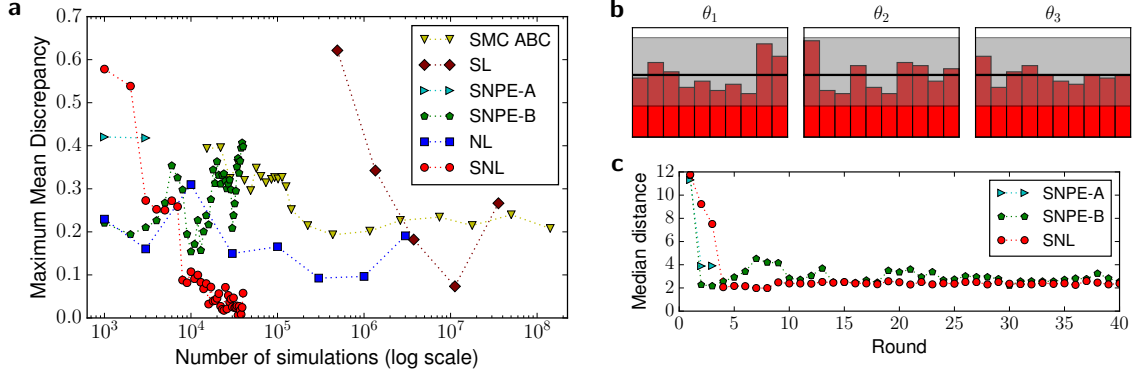 a
Maximum Mean Discrepancy
0.7
0.6
0.5
0.4
0.3
0.2
0.1
0.0
10³
10⁴
10⁵
10⁶
10⁷
10⁸
Number of simulations (log scale)
SMC ABC
SL
SNPE-A
SNPE-B
NL
SNL
b
θ₁
θ₂
θ₃
c
Median distance
12
10
8
6
4
2
0
0
5
10
15
20
25
30
35
40
Round
SNPE-A
SNPE-B
SNL